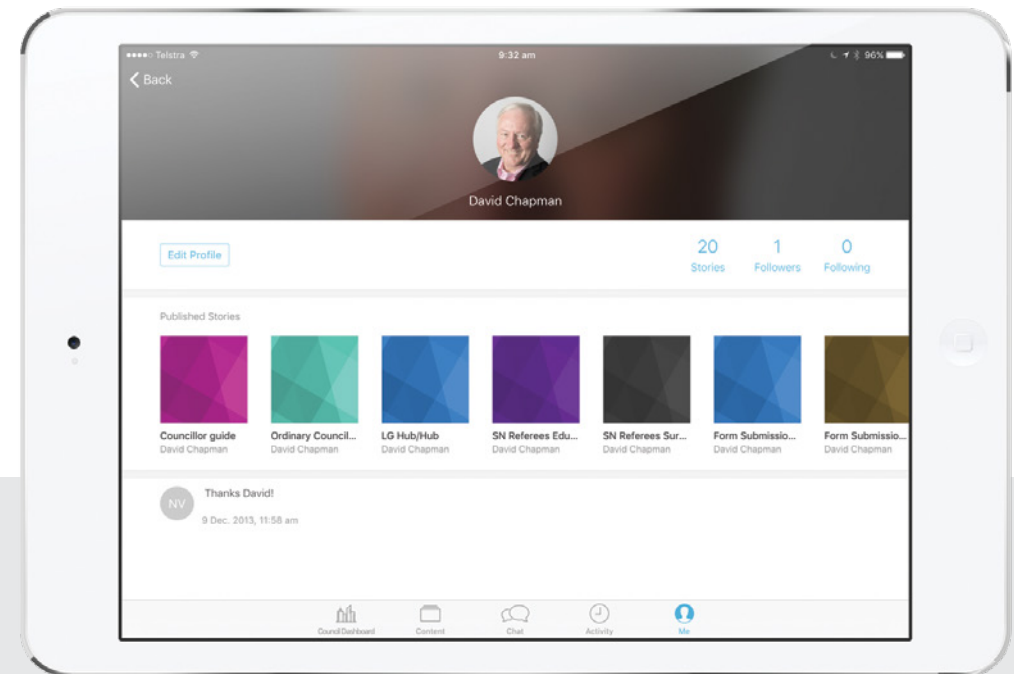 Telstra
9:32 am
96%
Back
David Chapman
Edit Profile
20 1 0
Stories Followers Following
Published Stories
Councillor guide Ordinary Council... LG Hub/Hub SN Referees Edu... SN Referees Sur... Form Submissio... Form Submissio...
David Chapman David Chapman David Chapman David Chapman David Chapman David Chapman David Chapman
NV
Thanks David!
9 Dec. 2013, 11:58 am
Council Dashboard Content Chat Activity Me